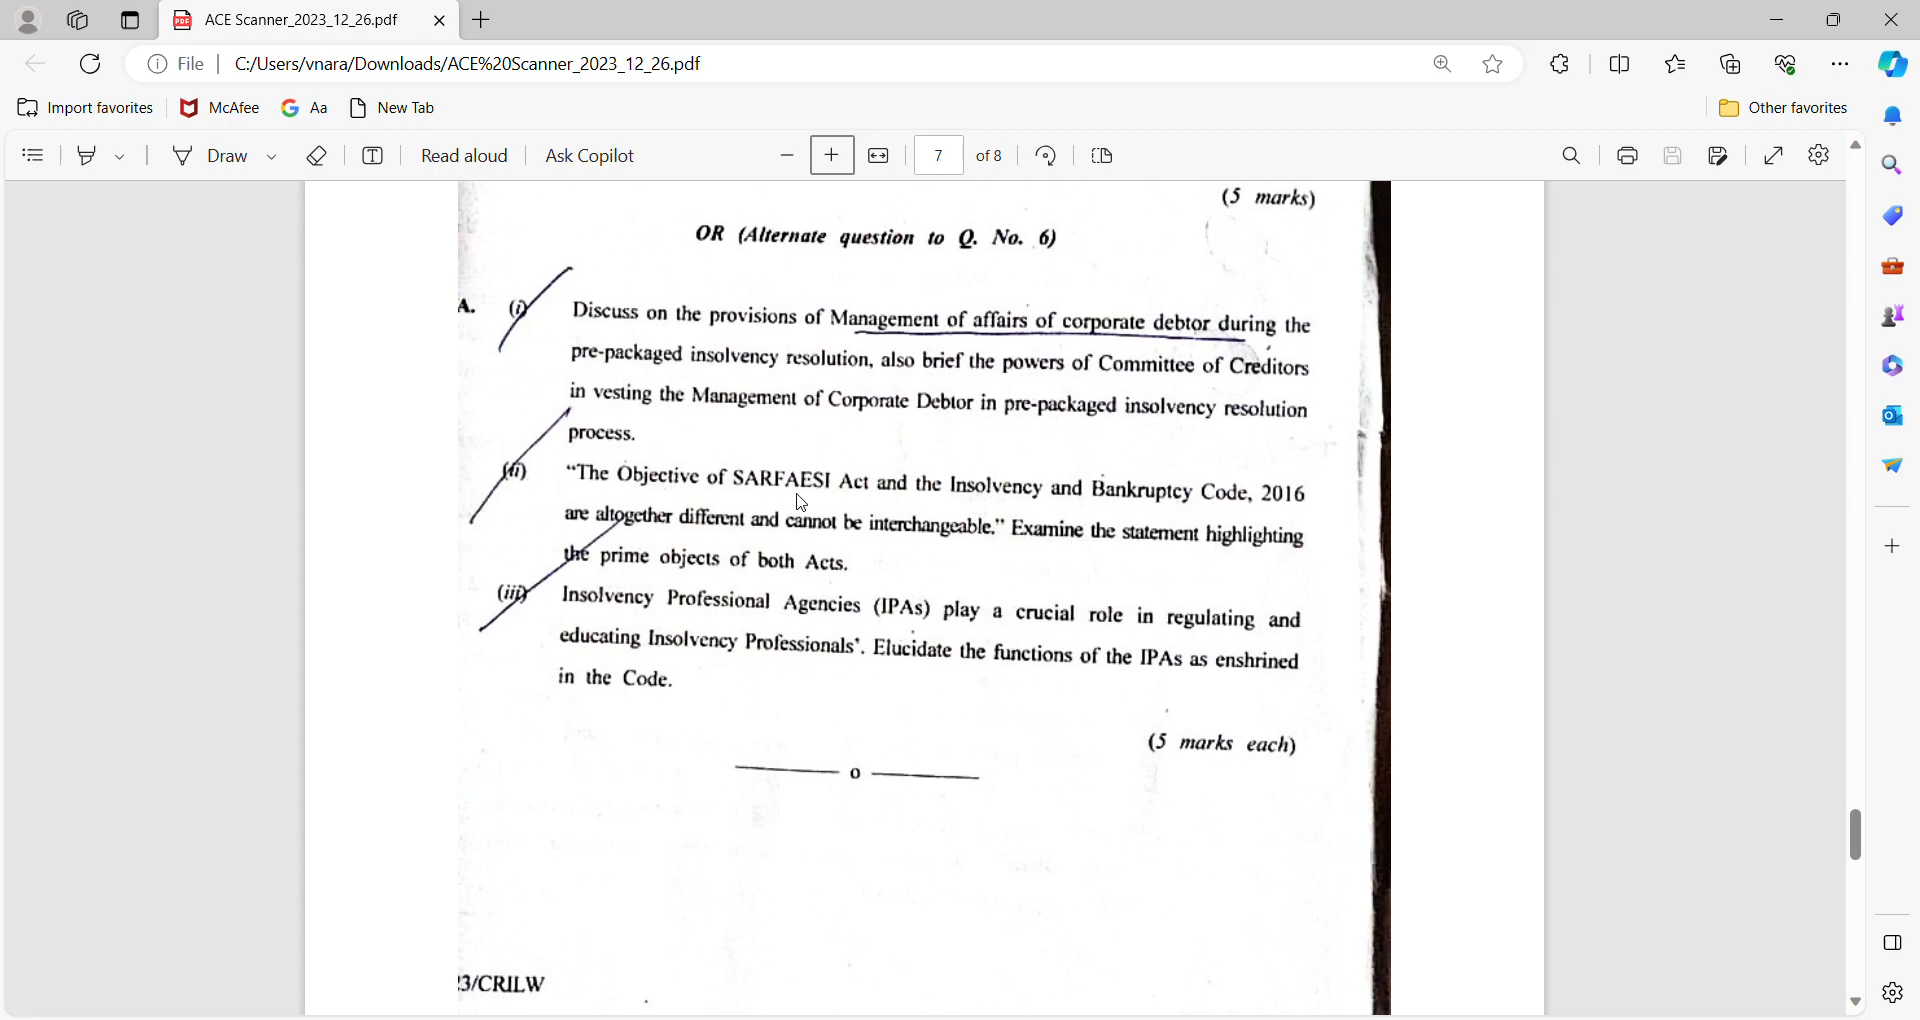 ACE Scanner_2023_12_26.pdf
File
C:/Users/vnara/Downloads/ACE%20Scanner_2023_12_26.pdf
Import favorites
McAfee
Aa
New Tab
Other favorites
Draw
Read aloud
Ask Copilot
7
of 8
(5 marks)
OR (Alternate question to Q. No. 6)
A. (i) Discuss on the provisions of Management of affairs of corporate debtor during the
pre-packaged insolvency resolution, also brief the powers of Committee of Creditors
in vesting the Management of Corporate Debtor in pre-packaged insolvency resolution
process.
(ii) “The Objective of SARFAESI Act and the Insolvency and Bankruptcy Code, 2016
are altogether different and cannot be interchangeable.” Examine the statement highlighting
the prime objects of both Acts.
(iii) Insolvency Professional Agencies (IPAs) play a crucial role in regulating and
educating Insolvency Professionals’. Elucidate the functions of the IPAs as enshrined
in the Code.
(5 marks each)
o
3/CRILW